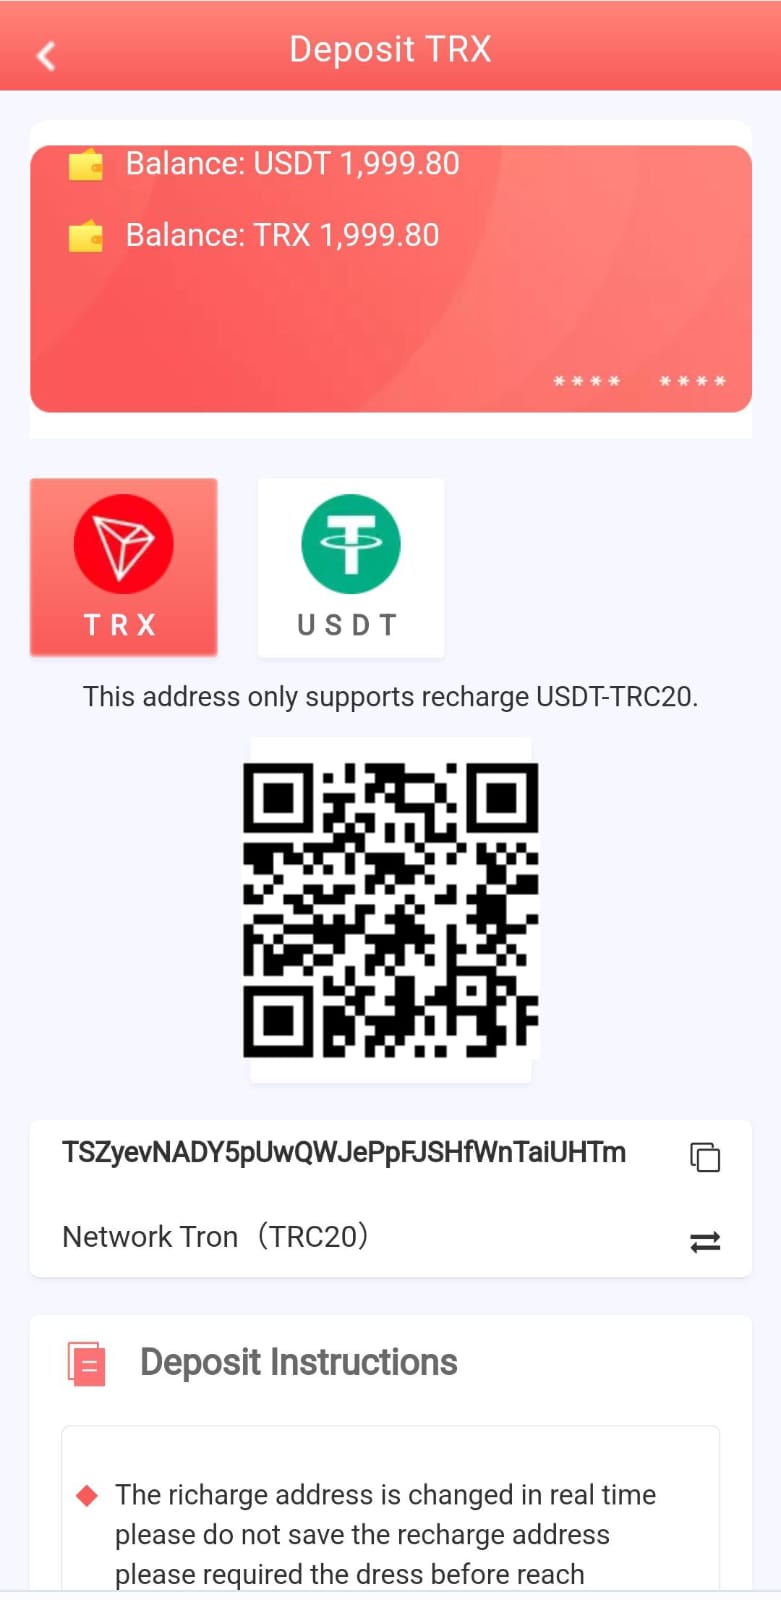 Deposit TRX
Balance: USDT 1,999.80
Balance: TRX 1,999.80
**** ****
TRX
USDT
This address only supports recharge USDT-TRC20.
TSZyevNADY5pUwQWJePpFJSHfWnTaiUHTm
Network Tron（TRC20）
Deposit Instructions
The richarge address is changed in real time
please do not save the recharge address
please required the dress before reach